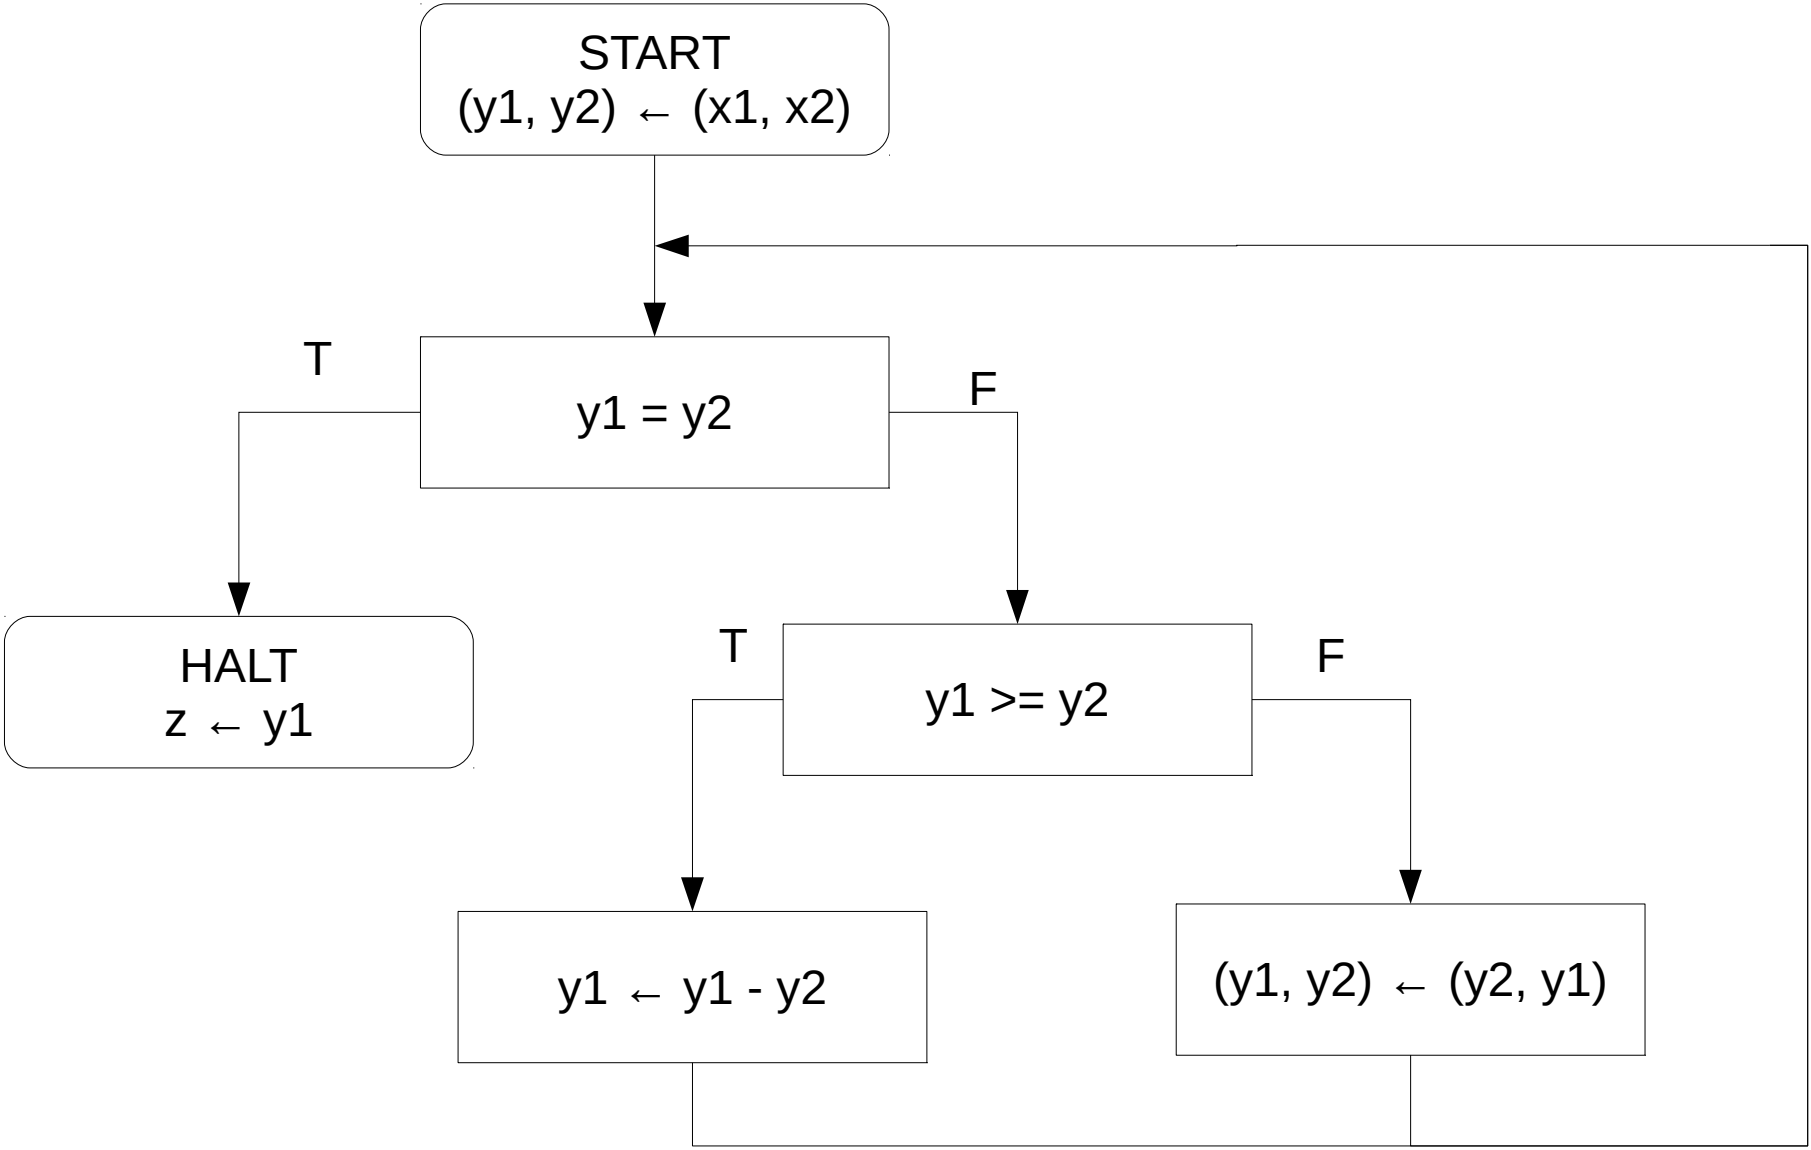 START
(y1, y2) ← (x1, x2)
T
F
y1 = y2
HALT
z ← y1
T
F
y1 >= y2
y1 ← y1 - y2
(y1, y2) ← (y2, y1)